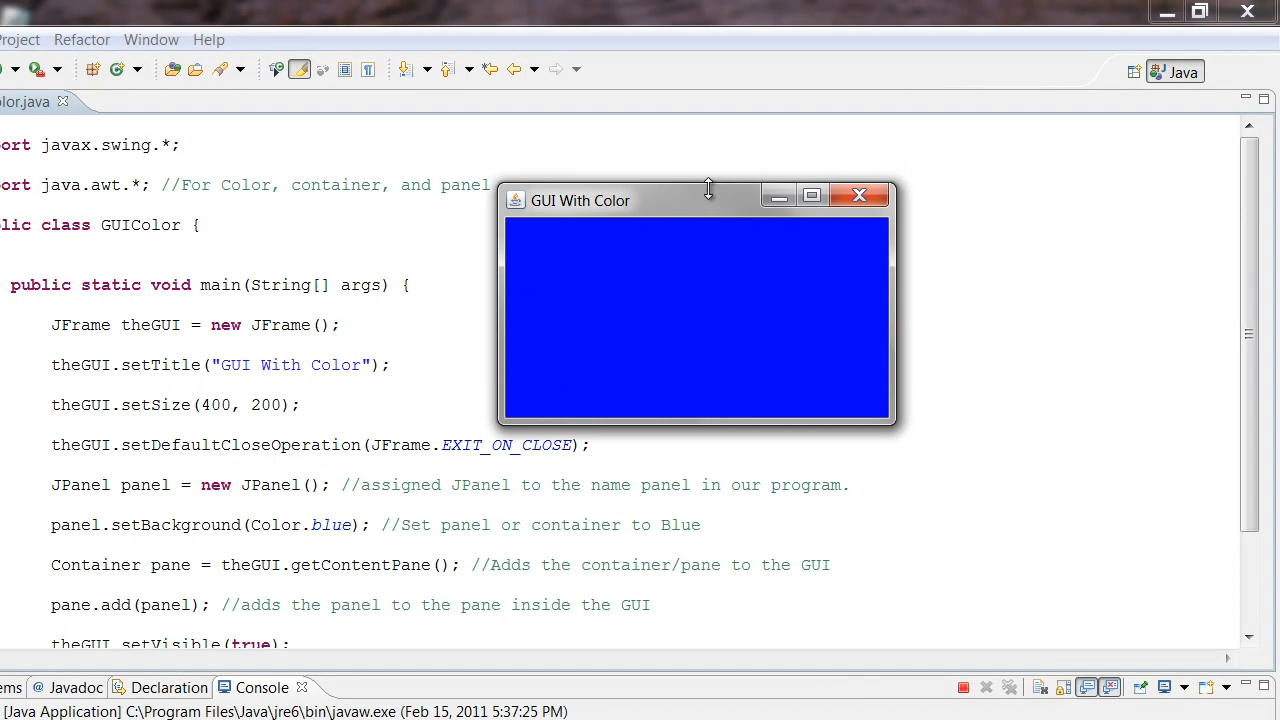 Project Refactor Window Help
Java
lor.java
ort javax.swing.*;
ort java.awt.*; //For Color, container, and panel
GUI With Color
lic class GUIColor {
public static void main(String[] args) {
JFrame theGUI = new JFrame();
theGUI.setTitle("GUI With Color");
theGUI.setSize(400, 200);
theGUI.setDefaultCloseOperation(JFrame.EXIT_ON_CLOSE);
JPanel panel = new JPanel(); //assigned JPanel to the name panel in our program.
panel.setBackground(Color.blue); //Set panel or container to Blue
Container pane = theGUI.getContentPane(); //Adds the container/pane to the GUI
pane.add(panel); //adds the panel to the pane inside the GUI
theGUI.setVisible(true);
ems @ Javadoc Declaration Console
[Java Application] C:\Program Files\Java\jre6\bin\javaw.exe (Feb 15, 2011 5:37:25 PM)